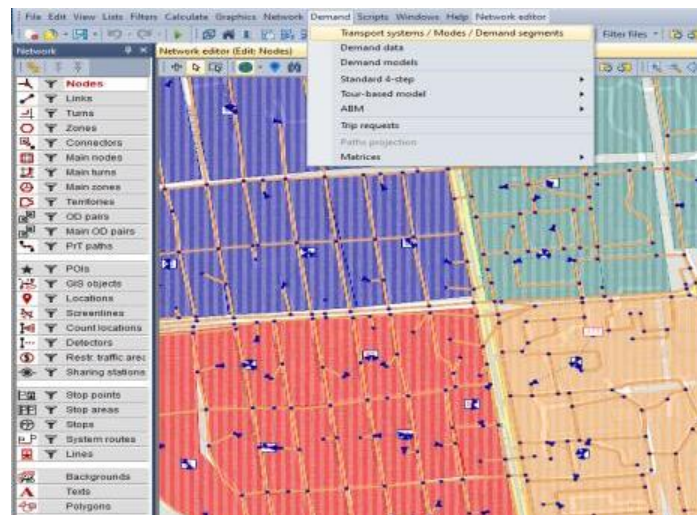 File Edit View Lists Filters Calculate Graphics Network Demand Scripts Windows Help Network editor
Transport systems / Modes / Demand segments
Filter files
Network
Network editor (Edit: Nodes)
Demand data
Demand models
Standard 4-step
Tour-based model
ABM
Trip requests
Paths projection
Matrices
Nodes
Links
Turns
Zones
Connectors
Main nodes
Main turns
Main zones
Territories
OD pairs
Main OD pairs
PrT paths
POIs
GIS objects
Locations
Screenlines
Count locations
Detectors
Restr. traffic area
Sharing stations
Stop points
Stop areas
Stops
System routes
Lines
Backgrounds
Texts
Polygons